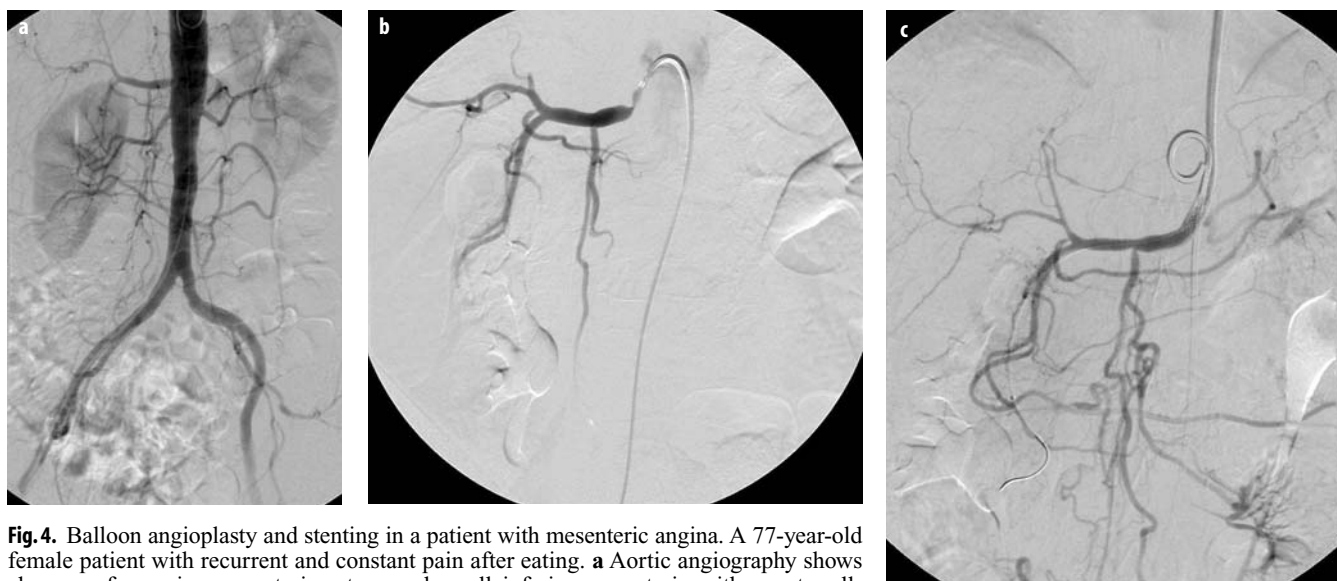 a
b
c
Fig. 4. Balloon angioplasty and stenting in a patient with mesenteric angina. A 77-year-old
female patient with recurrent and constant pain after eating. a Aortic angiography shows